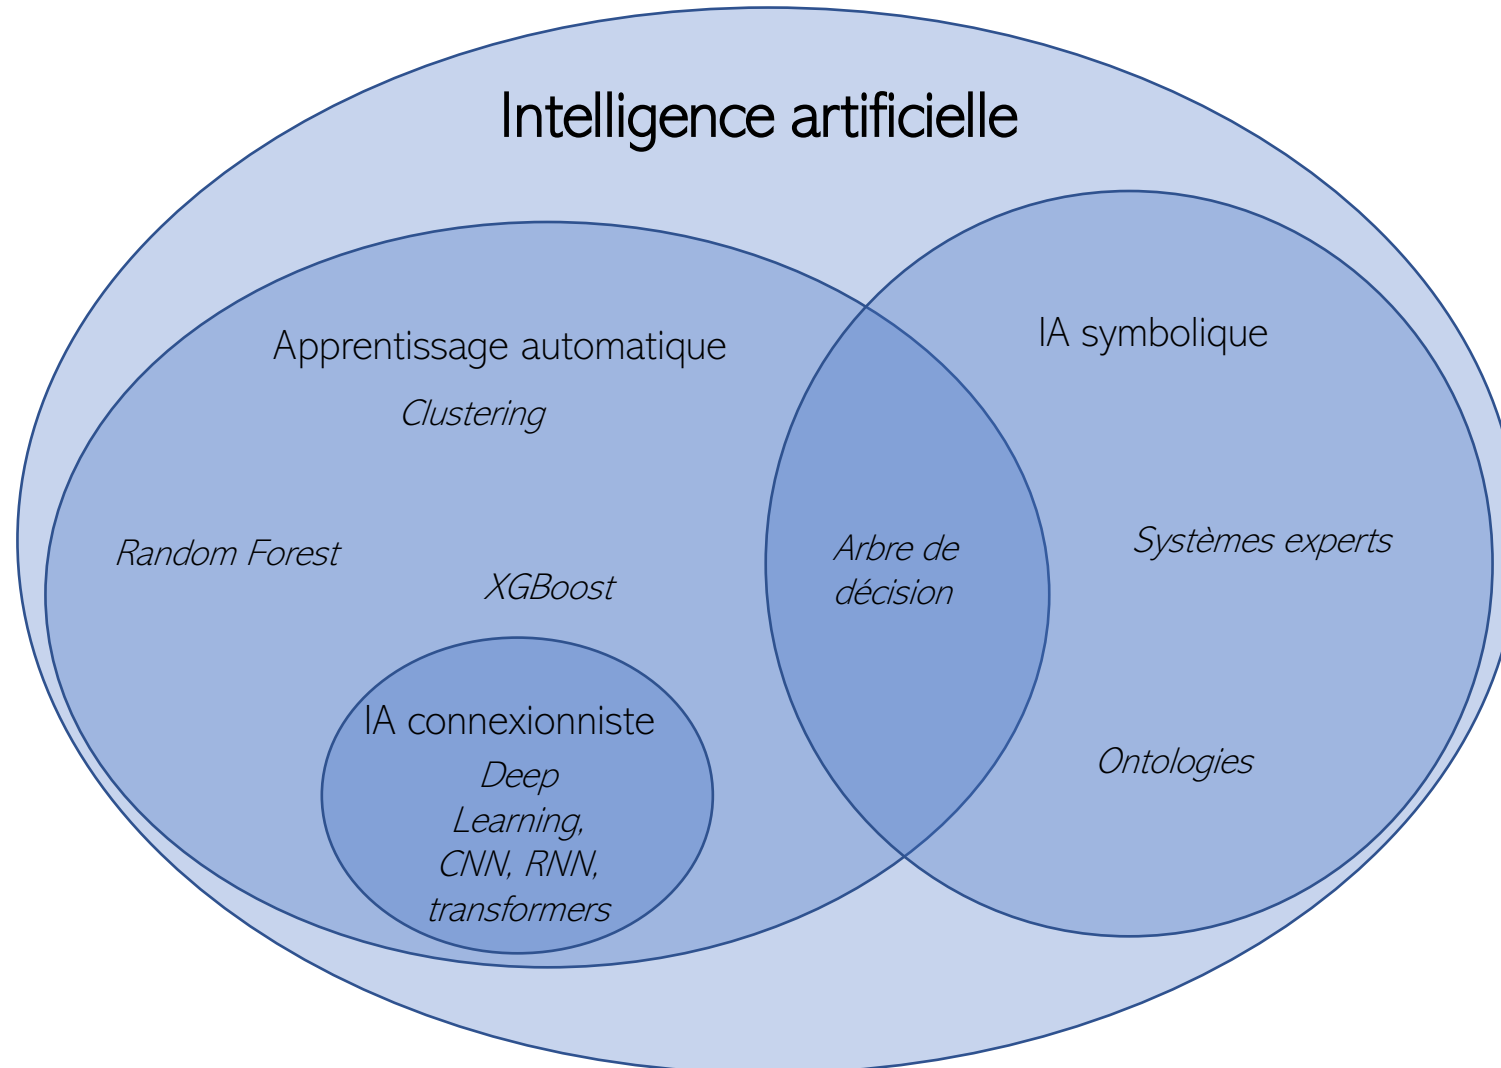 Intelligence artificielle
Apprentissage automatique
Clustering
Random Forest
XGBoost
IA connexionniste
Deep
Learning,
CNN, RNN,
transformers
Arbre de
décision
IA symbolique
Systèmes experts
Ontologies